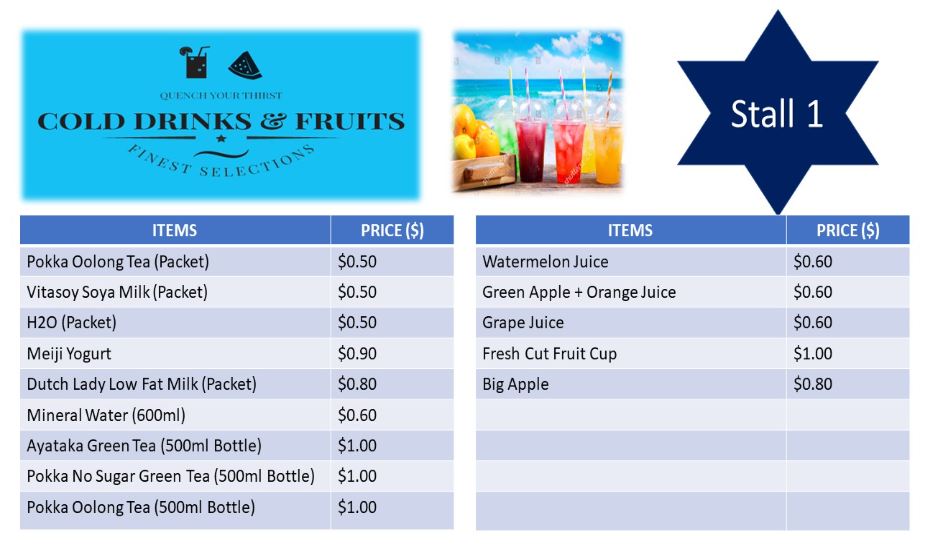 QUENCH YOUR THIRST
COLD DRINKS & FRUITS
FINEST SELECTIONS
Stall 1
ITEMS PRICE ($)
Pokka Oolong Tea (Packet) $0.50
Vitasoy Soya Milk (Packet) $0.50
H2O (Packet) $0.50
Meiji Yogurt $0.90
Dutch Lady Low Fat Milk (Packet) $0.80
Mineral Water (600ml) $0.60
Ayataka Green Tea (500ml Bottle) $1.00
Pokka No Sugar Green Tea (500ml Bottle) $1.00
Pokka Oolong Tea (500ml Bottle) $1.00
ITEMS PRICE ($)
Watermelon Juice $0.60
Green Apple + Orange Juice $0.60
Grape Juice $0.60
Fresh Cut Fruit Cup $1.00
Big Apple $0.80